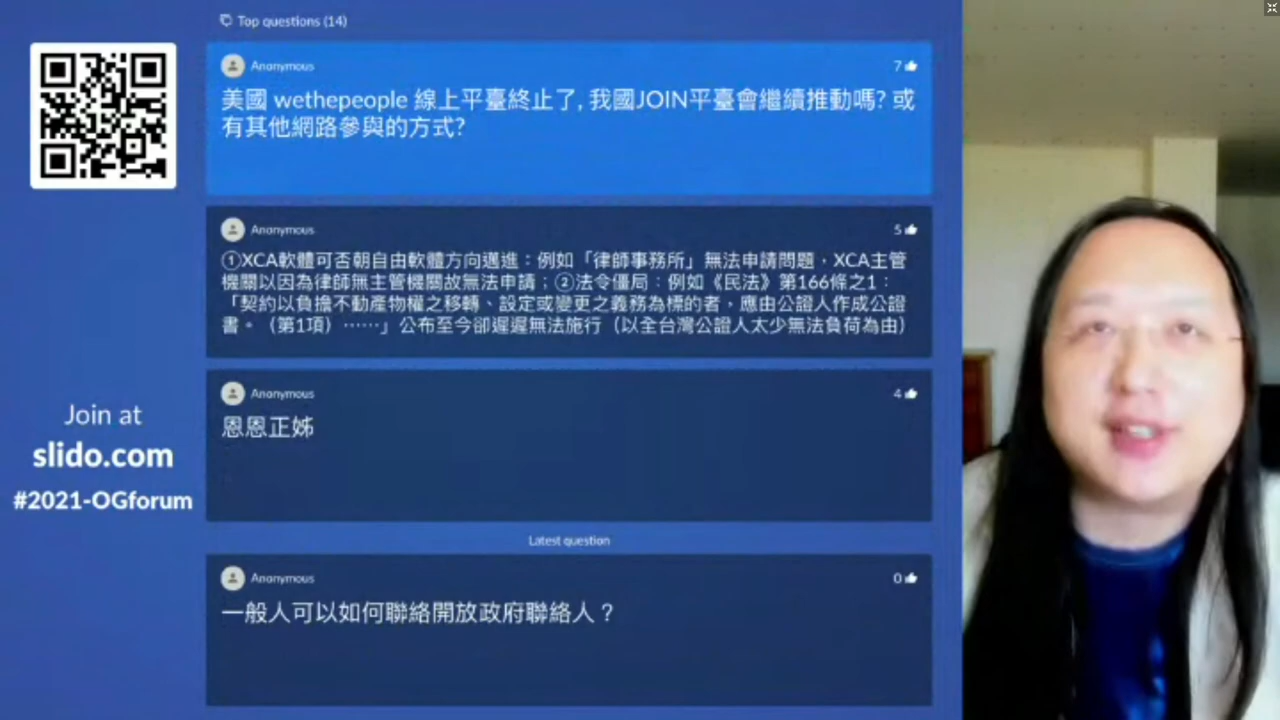 Top questions (14)
Anonymous
7
美國 wethepeople 線上平臺終止了, 我國JOIN平臺會繼續推動嗎? 或
有其他網路參與的方式?
Anonymous
5
①XCA軟體可否朝自由軟體方向邁進：例如「律師事務所」無法申請問題，XCA主管
機關以因為律師無主管機關故無法申請；②法令僵局：例如《民法》第166條之1：
「契約以負擔不動產物權之移轉、設定或變更之義務為標的者，應由公證人作成公證
書。（第1項）⋯⋯」公布至今卻遲遲無法施行（以全台灣公證人太少無法負荷為由）
Anonymous
4
恩恩正姊
Latest question
Anonymous
0
一般人可以如何聯絡開放政府聯絡人？
Join at
slido.com
#2021-OGforum